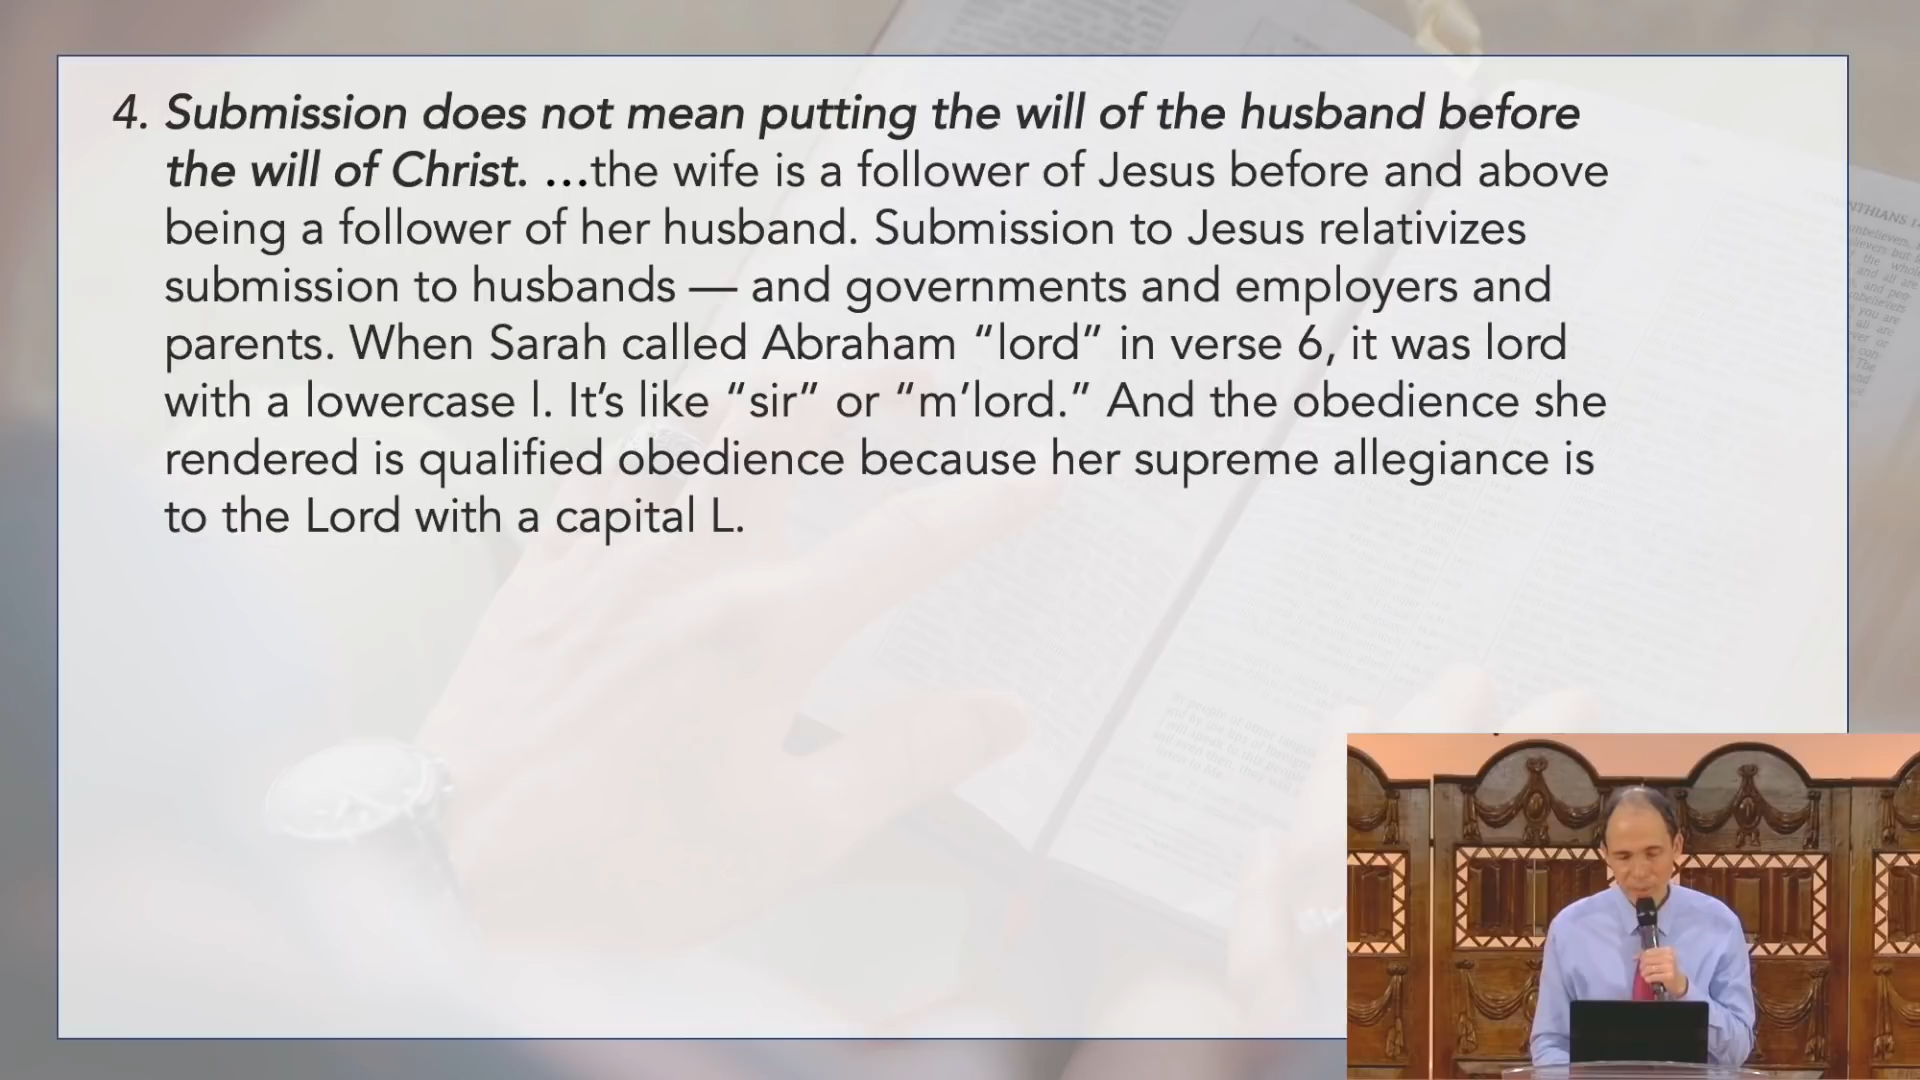 4. Submission does not mean putting the will of the husband before
the will of Christ. …the wife is a follower of Jesus before and above
being a follower of her husband. Submission to Jesus relativizes
submission to husbands — and governments and employers and
parents. When Sarah called Abraham “lord” in verse 6, it was lord
with a lowercase l. It’s like “sir” or “m’lord.” And the obedience she
rendered is qualified obedience because her supreme allegiance is
to the Lord with a capital L.